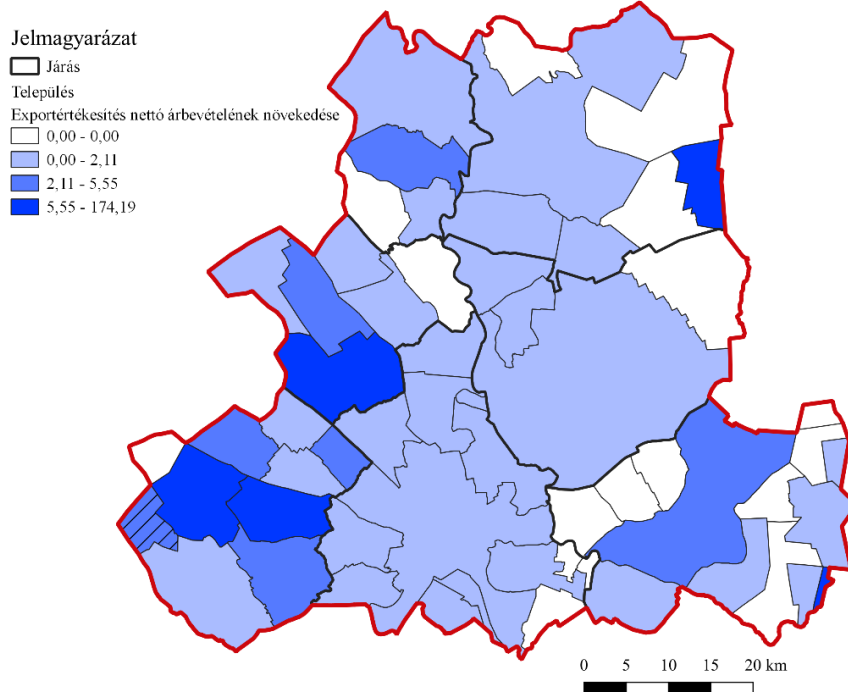 Jelmagyarázat
Járás
Település
Exportértékesítés nettó árbevételének növekedése
0,00 - 0,00
0,00 - 2,11
2,11 - 5,55
5,55 - 174,19
0 5 10 15 20 km